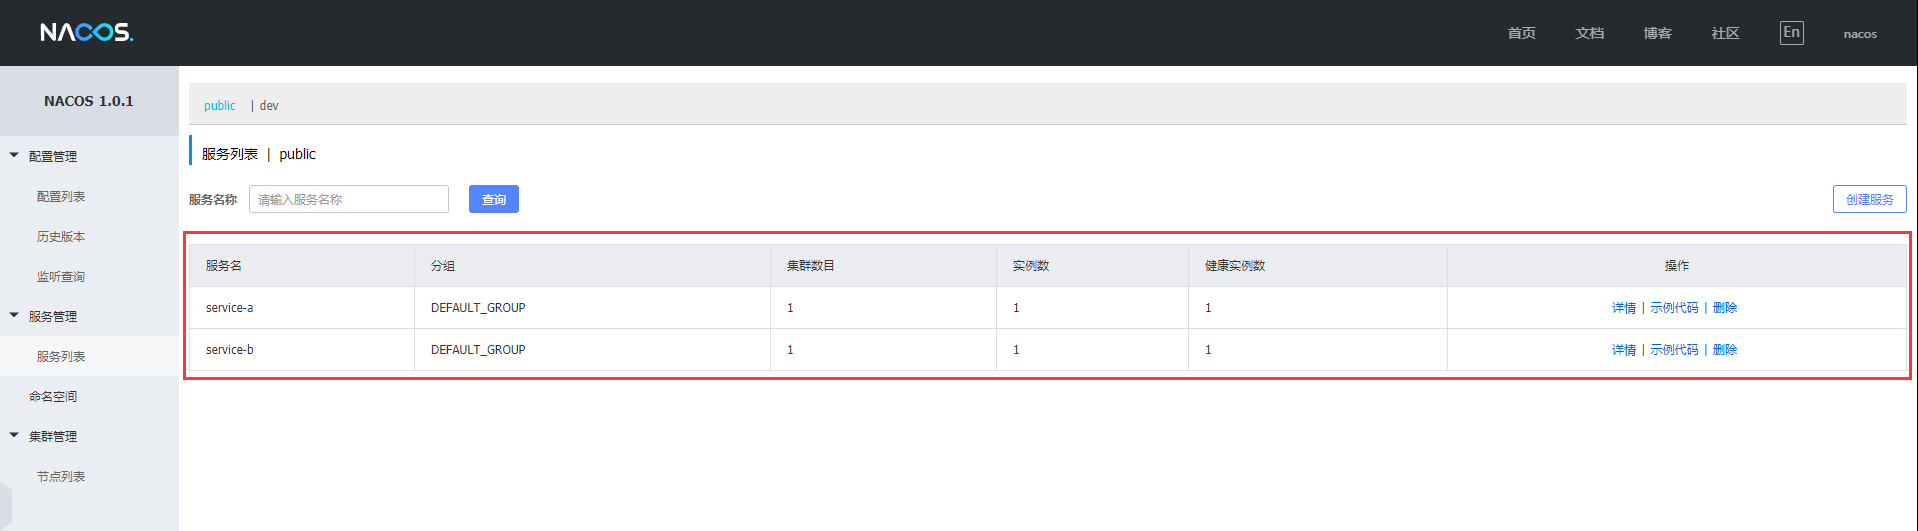 NACOS.
首页 文档 博客 社区 En nacos
NACOS 1.0.1
配置管理
配置列表
历史版本
监听查询
服务管理
服务列表
命名空间
集群管理
节点列表
public | dev
服务列表 | public
服务名称 请输入服务名称 查询 创建服务
服务名 分组 集群数目 实例数 健康实例数 操作
service-a DEFAULT_GROUP 1 1 1 详情 | 示例代码 | 删除
service-b DEFAULT_GROUP 1 1 1 详情 | 示例代码 | 删除